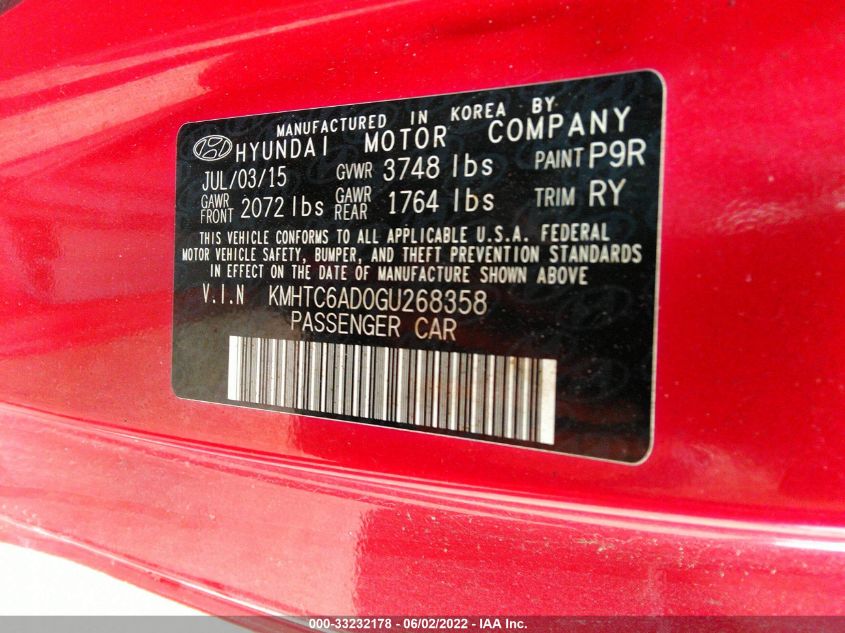 MANUFACTURED IN KOREA BY
HYUNDAI MOTOR COMPANY
JUL/03/15 GVWR 3748 lbs PAINT P9R
GAWR FRONT 2072 lbs GAWR REAR 1764 lbs TRIM RY
THIS VEHICLE CONFORMS TO ALL APPLICABLE U.S.A. FEDERAL
MOTOR VEHICLE SAFETY, BUMPER, AND THEFT PREVENTION STANDARDS
IN EFFECT ON THE DATE OF MANUFACTURE SHOWN ABOVE
V.I.N KMHTC6AD0GU268358
PASSENGER CAR
000-33232178 - 06/02/2022 - IAA Inc.